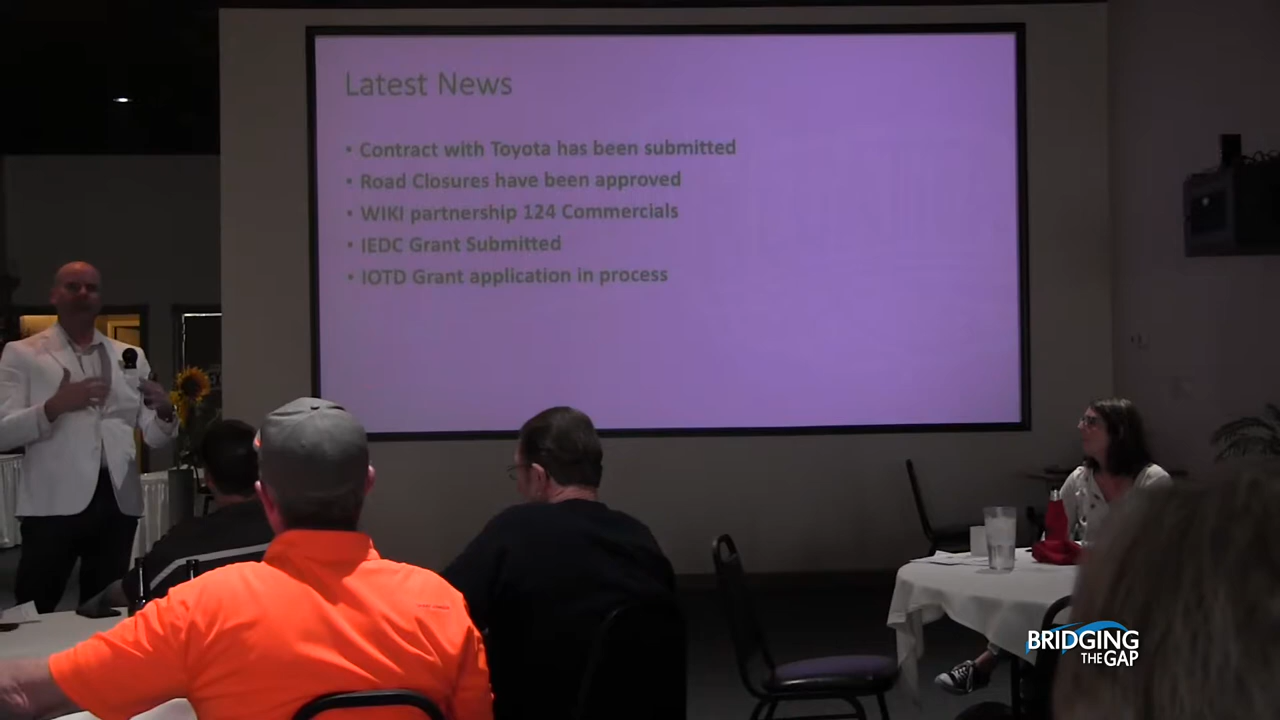 Latest News
• Contract with Toyota has been submitted
• Road Closures have been approved
• WIKI partnership 124 Commercials
• IEDC Grant Submitted
• IOTD Grant application in process
BRIDGING
THE GAP